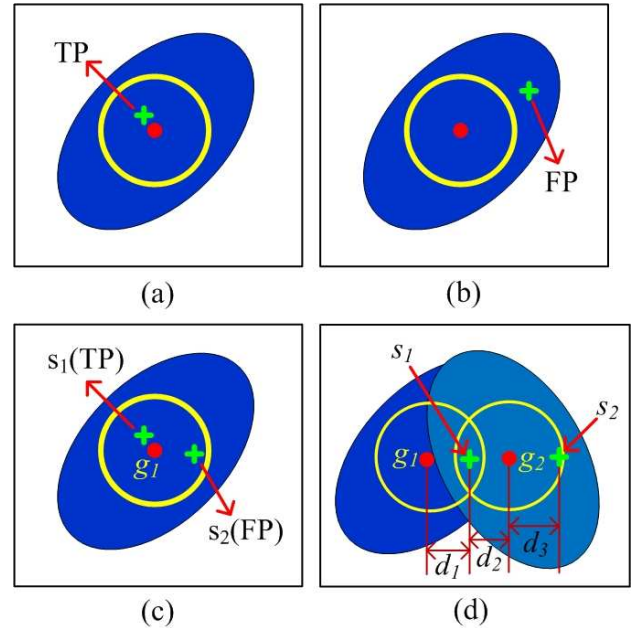 TP
FP
(a)
(b)
s₁(TP)
g₁
s₂(FP)
s₁
s₂
g₁
g₂
d₁
d₂
d₃
(c)
(d)